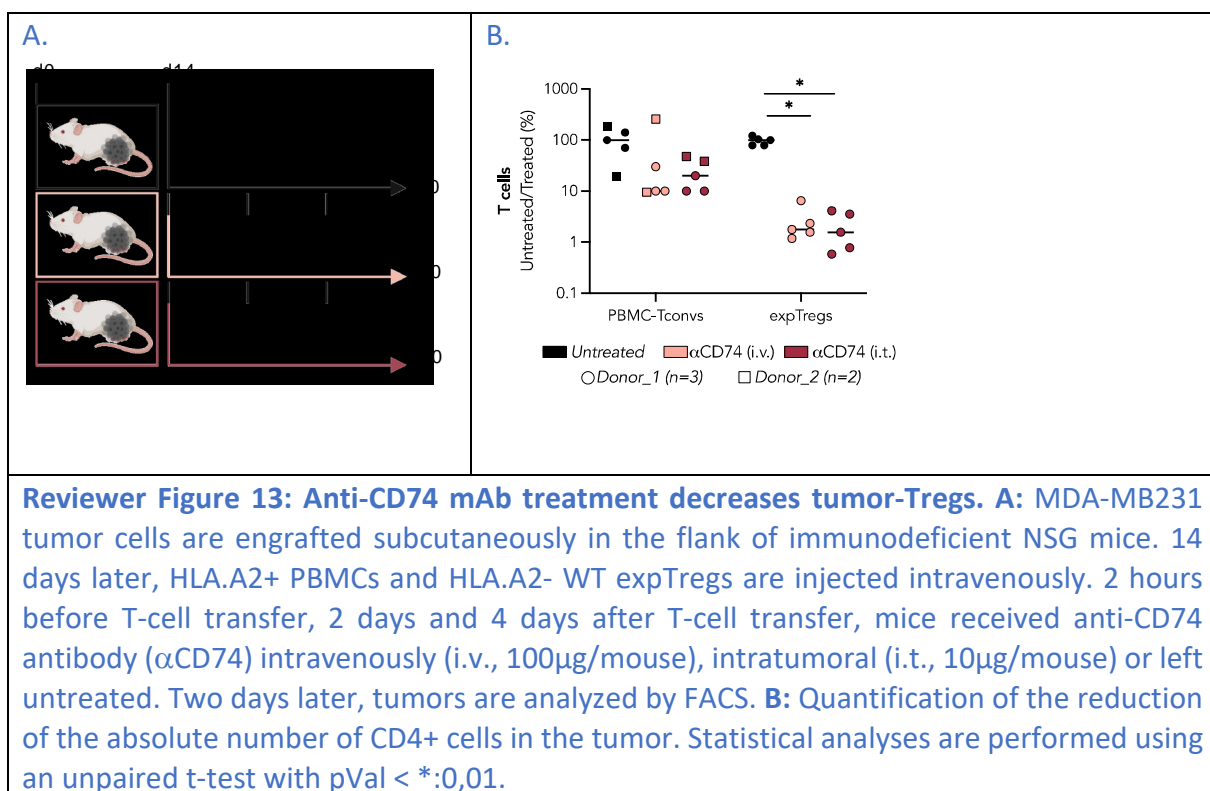 A.
B.
1000
100
10
1
0.1
T cells
Untreated/Treated (%)
*
*
PBMC-Tconvs
expTregs
Untreated
αCD74 (i.v.)
αCD74 (i.t.)
Donor_1 (n=3)
Donor_2 (n=2)
Reviewer Figure 13: Anti-CD74 mAb treatment decreases tumor-Tregs. A: MDA-MB231
tumor cells are engrafted subcutaneously in the flank of immunodeficient NSG mice. 14
days later, HLA.A2+ PBMCs and HLA.A2- WT expTregs are injected intravenously. 2 hours
before T-cell transfer, 2 days and 4 days after T-cell transfer, mice received anti-CD74
antibody (αCD74) intravenously (i.v., 100μg/mouse), intratumoral (i.t., 10μg/mouse) or left
untreated. Two days later, tumors are analyzed by FACS. B: Quantification of the reduction
of the absolute number of CD4+ cells in the tumor. Statistical analyses are performed using
an unpaired t-test with pVal < *:0,01.